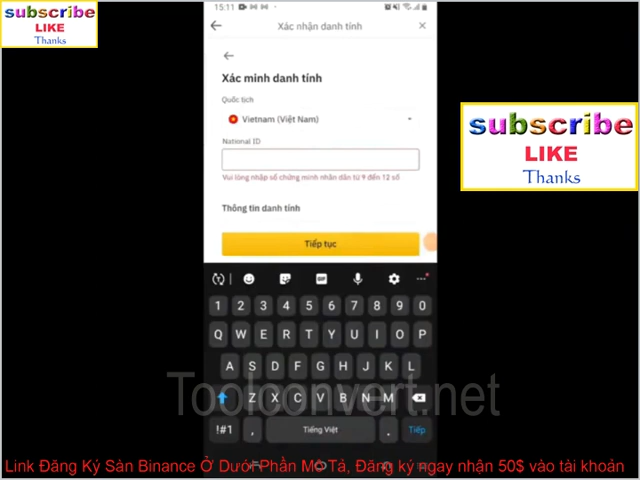 subscribe
LIKE
Thanks
15:11
Xác nhận danh tính
Xác minh danh tính
Quốc tịch
Vietnam (Việt Nam)
National ID
Vui lòng nhập số chứng minh nhân dân từ 9 đến 12 số
Thông tin danh tính
Tiếp tục
subscribe
LIKE
Thanks
GIF
1 2 3 4 5 6 7 8 9 0
Q W E R T Y U I O P
A S D F G H J K L
Z X C V B N M
Toolconvert.net
!#1 , Tiếng Việt . Tiếp
Link Đăng Ký Sàn Binance Ở Dưới Phần Mô Tả, Đăng ký ngay nhận 50$ vào tài khoản